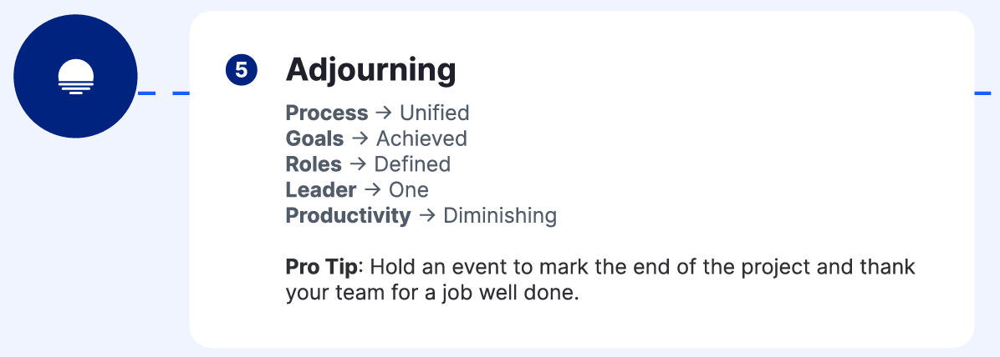 5
Adjourning
Process → Unified
Goals → Achieved
Roles → Defined
Leader → One
Productivity → Diminishing
Pro Tip: Hold an event to mark the end of the project and thank
your team for a job well done.